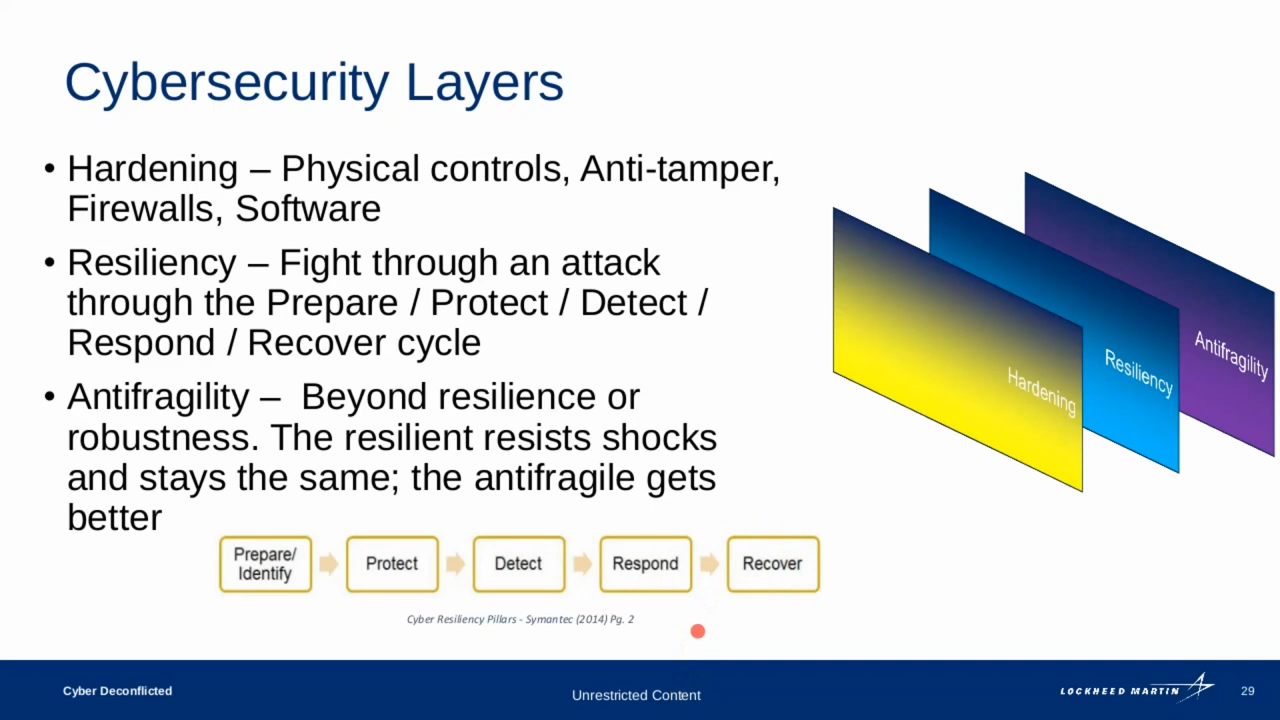 Cybersecurity Layers
• Hardening – Physical controls, Anti-tamper,
Firewalls, Software
• Resiliency – Fight through an attack
through the Prepare / Protect / Detect /
Respond / Recover cycle
• Antifragility –  Beyond resilience or
robustness. The resilient resists shocks
and stays the same; the antifragile gets
better
Hardening
Resiliency
Antifragility
Prepare/
Identify
Protect
Detect
Respond
Recover
Cyber Resiliency Pillars - Symantec (2014) Pg. 2
Cyber Deconflicted
Unrestricted Content
LOCKHEED MARTIN
29